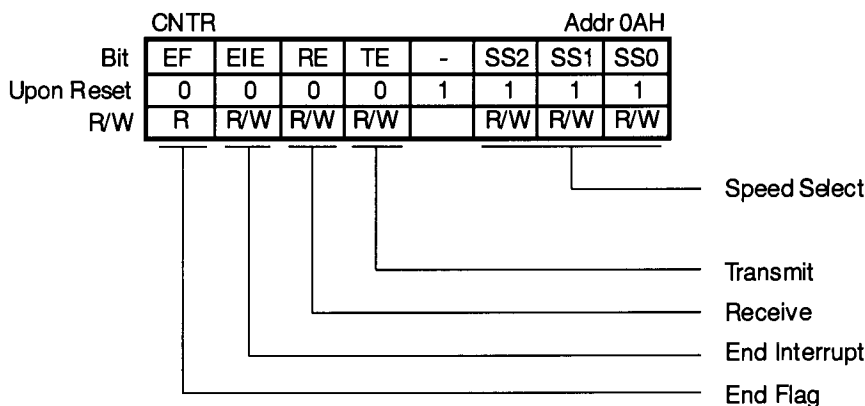 CNTR Addr 0AH
Bit EF EIE RE TE - SS2 SS1 SS0
Upon Reset 0 0 0 0 1 1 1 1
R/W R R/W R/W R/W R/W R/W R/W
Speed Select
Transmit
Receive
End Interrupt
End Flag